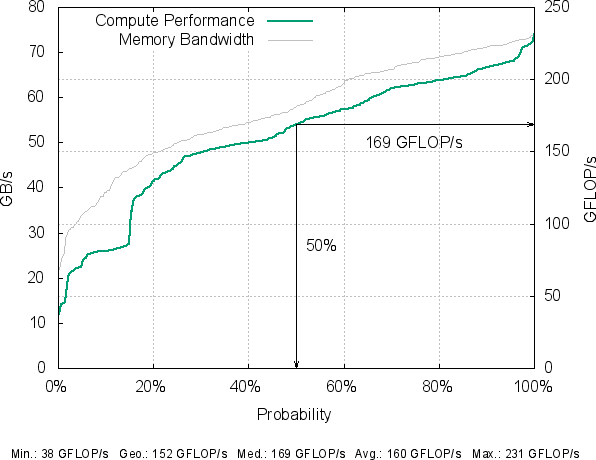 Compute Performance
Memory Bandwidth
80
70
60
50
40
30
20
10
0
GB/s
250
200
150
100
50
0
GFLOP/s
169 GFLOP/s
50%
0% 20% 40% 60% 80% 100%
Probability
Min.: 38 GFLOP/s Geo.: 152 GFLOP/s Med.: 169 GFLOP/s Avg.: 160 GFLOP/s Max.: 231 GFLOP/s